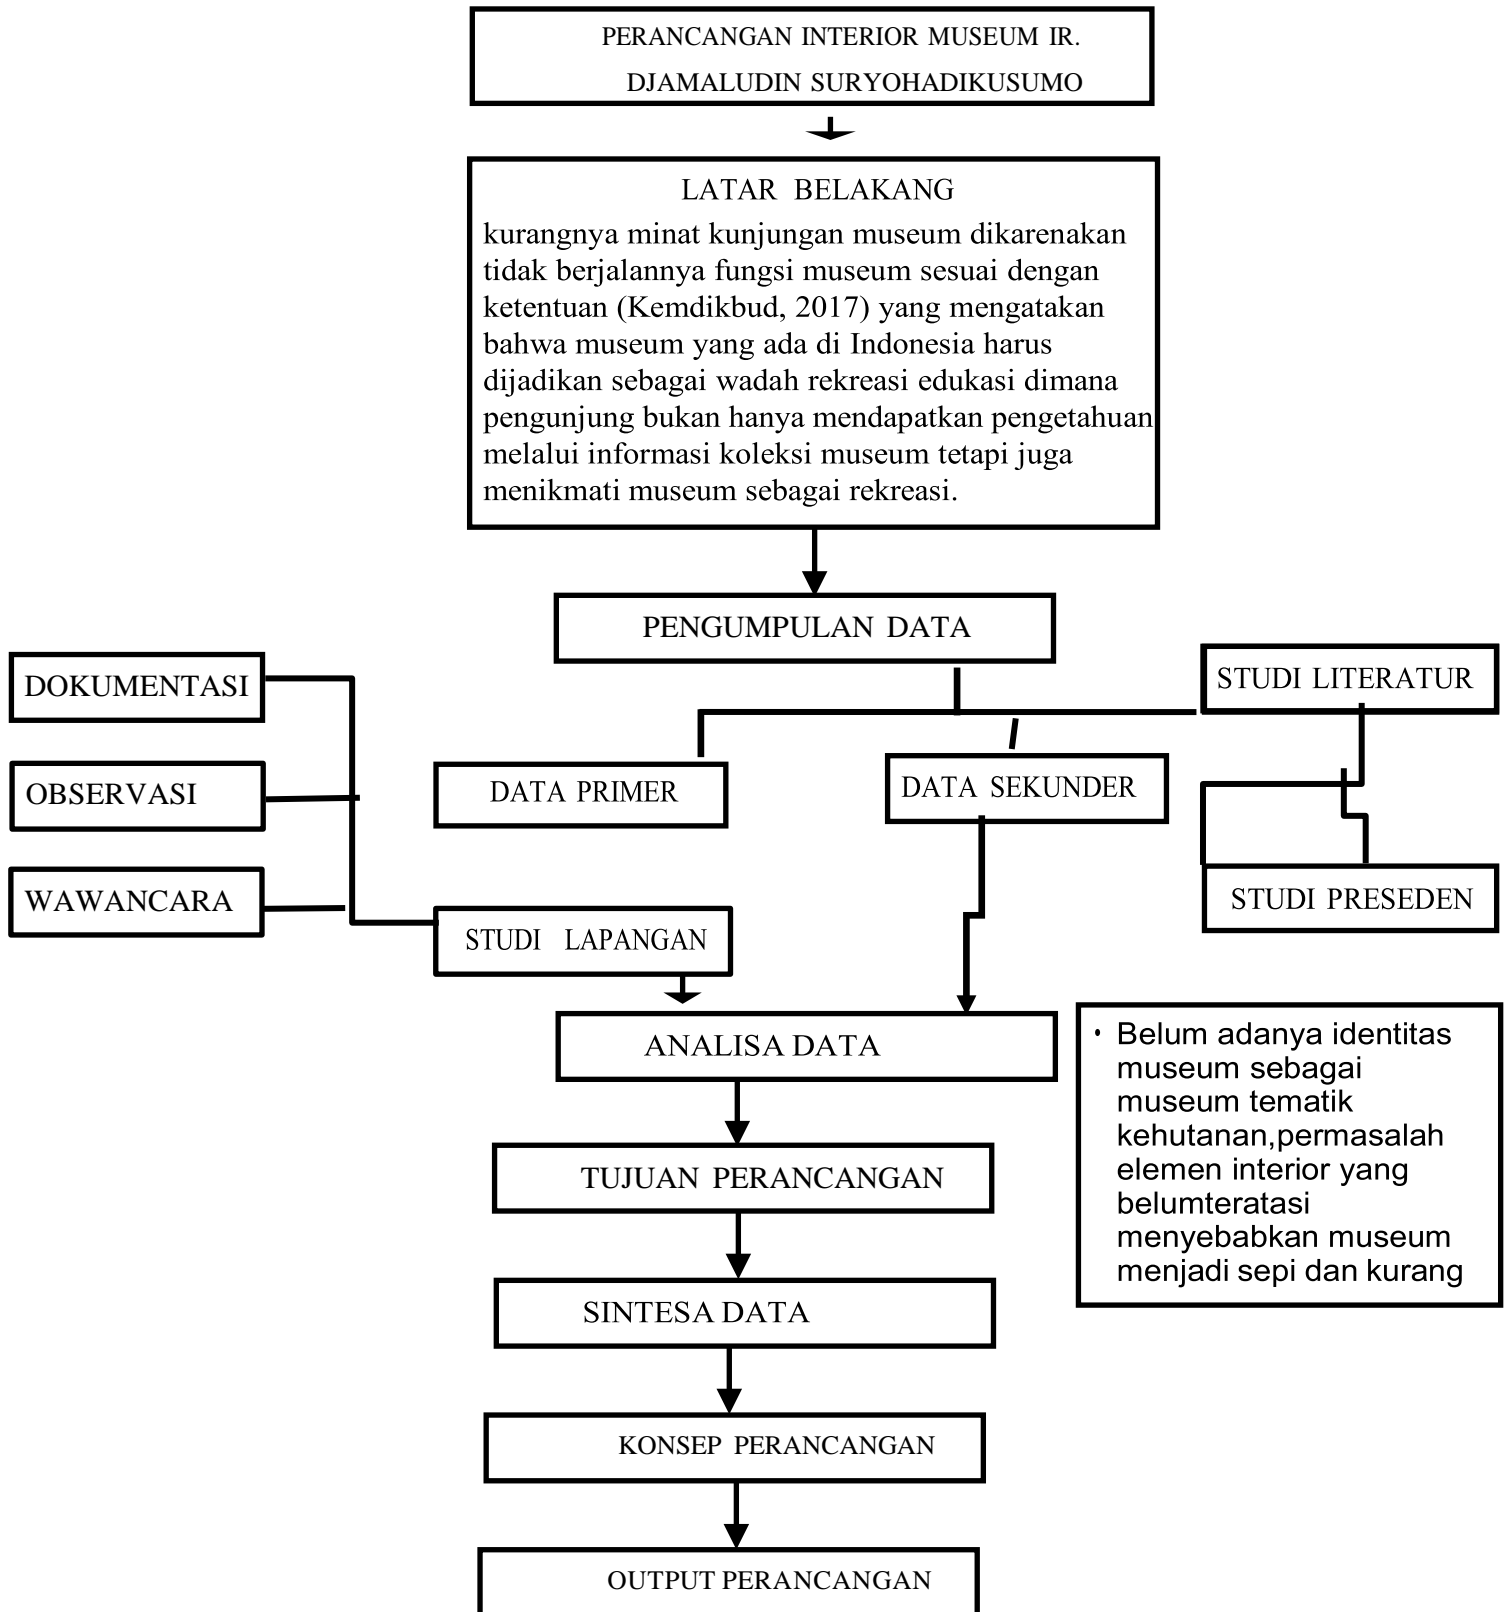 PERANCANGAN INTERIOR MUSEUM IR.
DJAMALUDIN SURYOHADIKUSUMO
LATAR BELAKANG
kurangnya minat kunjungan museum dikarenakan
tidak berjalannya fungsi museum sesuai dengan
ketentuan (Kemdikbud, 2017) yang mengatakan
bahwa museum yang ada di Indonesia harus
dijadikan sebagai wadah rekreasi edukasi dimana
pengunjung bukan hanya mendapatkan pengetahuan
melalui informasi koleksi museum tetapi juga
menikmati museum sebagai rekreasi.
PENGUMPULAN DATA
DOKUMENTASI
OBSERVASI
WAWANCARA
DATA PRIMER
DATA SEKUNDER
STUDI LITERATUR
STUDI PRESEDEN
STUDI LAPANGAN
ANALISA DATA
• Belum adanya identitas
museum sebagai
museum tematik
kehutanan,permasalah
elemen interior yang
belumteratasi
menyebabkan museum
menjadi sepi dan kurang
TUJUAN PERANCANGAN
SINTESA DATA
KONSEP PERANCANGAN
OUTPUT PERANCANGAN